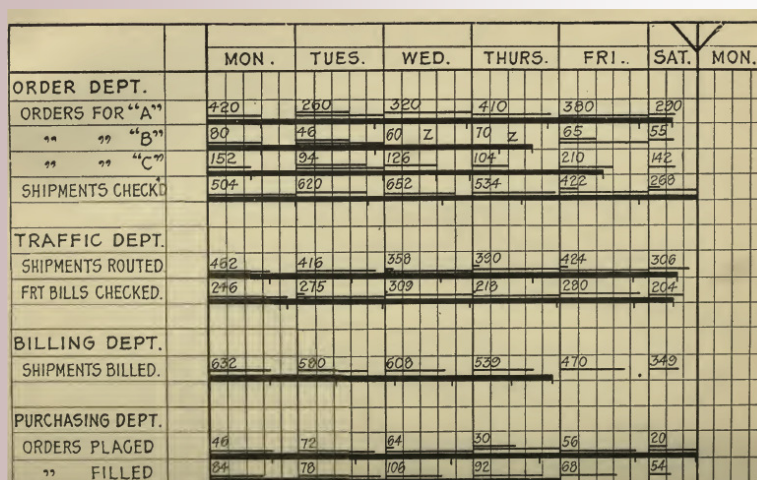 MON. TUES. WED. THURS. FRI. SAT. MON.
ORDER DEPT.
ORDERS FOR "A" 420 260 320 410 380 220
" " "B" 80 46 60 Z 70 Z 65 55
" " "C" 152 94 126 104 210 142
SHIPMENTS CHECK'D 504 620 652 534 422 268
TRAFFIC DEPT.
SHIPMENTS ROUTED. 462 416 358 390 424 306
FRT BILLS CHECKED. 246 275 309 218 280 204
BILLING DEPT.
SHIPMENTS BILLED. 632 580 608 539 470 349
PURCHASING DEPT.
ORDERS PLACED 46 72 64 30 56 20
" FILLED 84 78 106 92 68 54